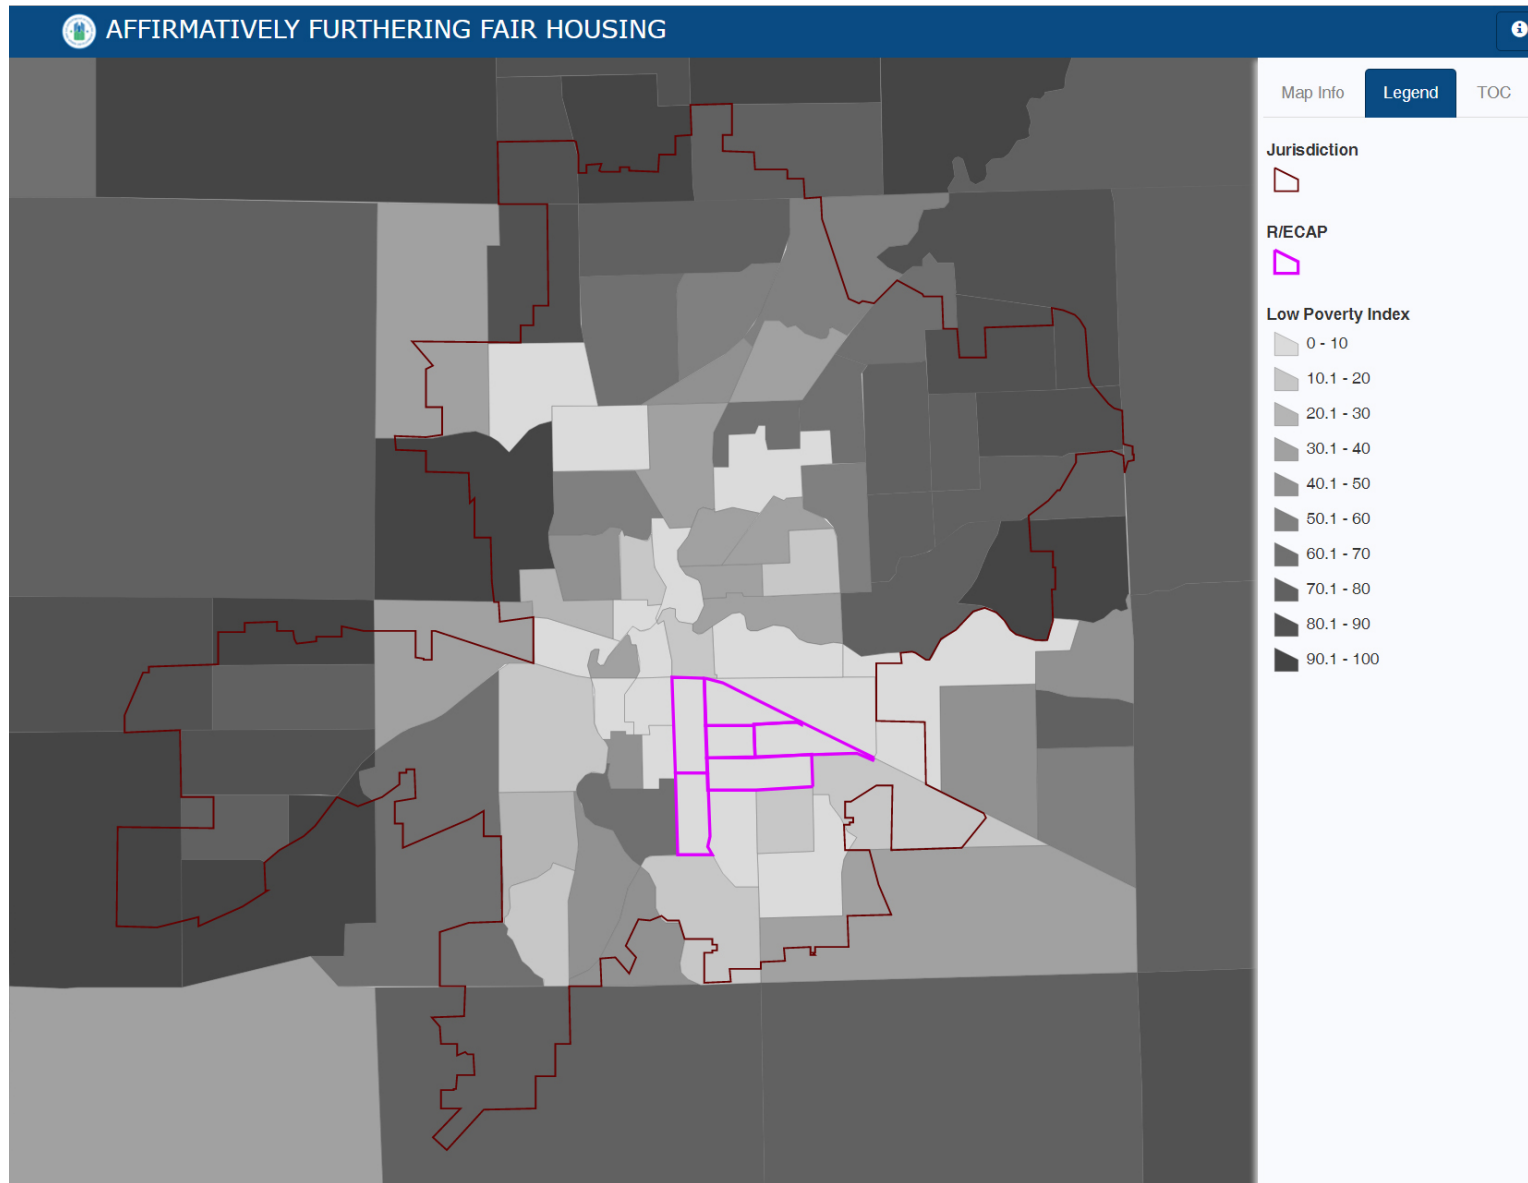 AFFIRMATIVELY FURTHERING FAIR HOUSING
Map Info Legend TOC
Jurisdiction
R/ECAP
Low Poverty Index
0 - 10
10.1 - 20
20.1 - 30
30.1 - 40
40.1 - 50
50.1 - 60
60.1 - 70
70.1 - 80
80.1 - 90
90.1 - 100